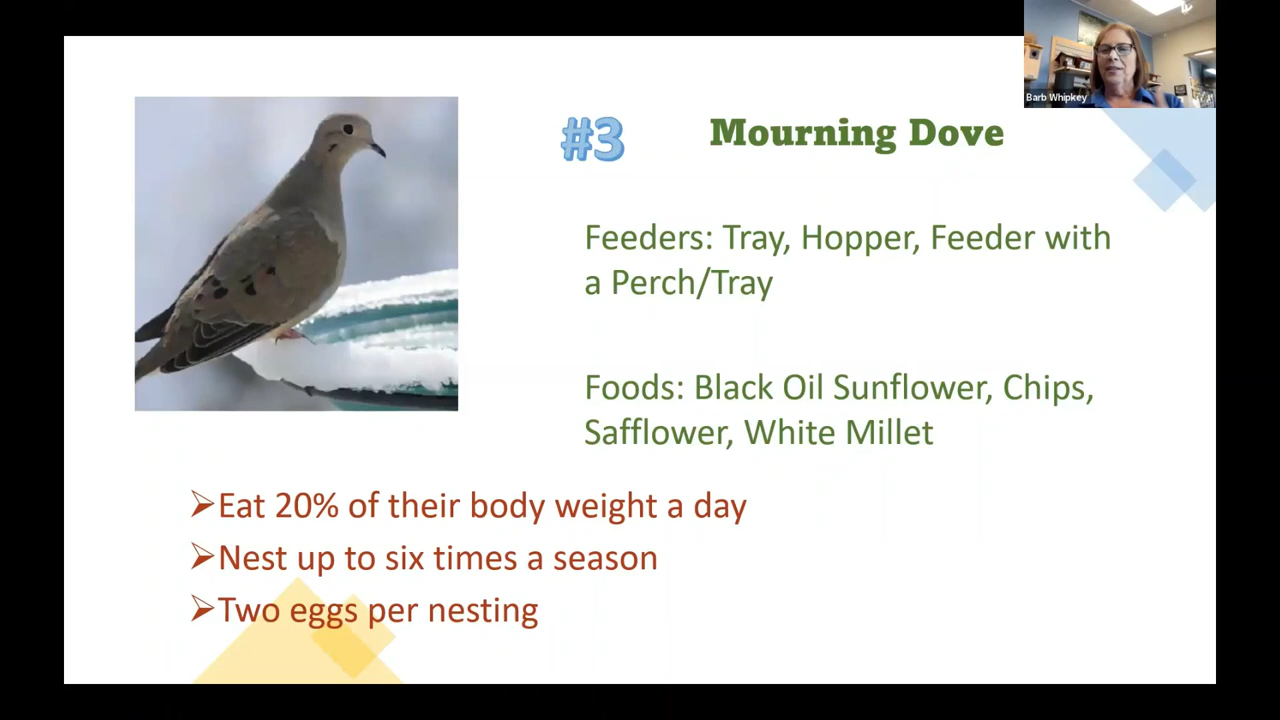 Barb Whipkey
#3
Mourning Dove
Feeders: Tray, Hopper, Feeder with
a Perch/Tray
Foods: Black Oil Sunflower, Chips,
Safflower, White Millet
➢Eat 20% of their body weight a day
➢Nest up to six times a season
➢Two eggs per nesting